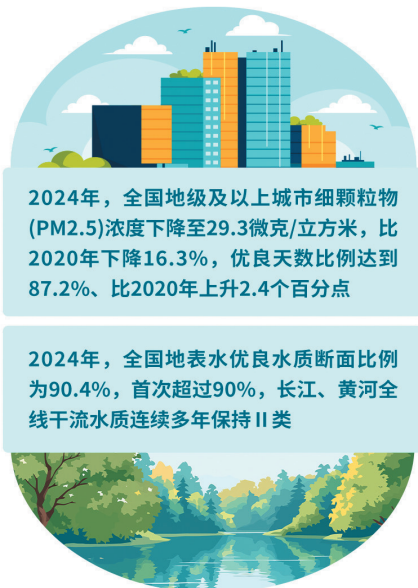 2024年，全国地级及以上城市细颗粒物
(PM2.5)浓度下降至29.3微克/立方米，比
2020年下降16.3%，优良天数比例达到
87.2%、比2020年上升2.4个百分点
2024年，全国地表水优良水质断面比例
为90.4%，首次超过90%，长江、黄河全
线干流水质连续多年保持Ⅱ类